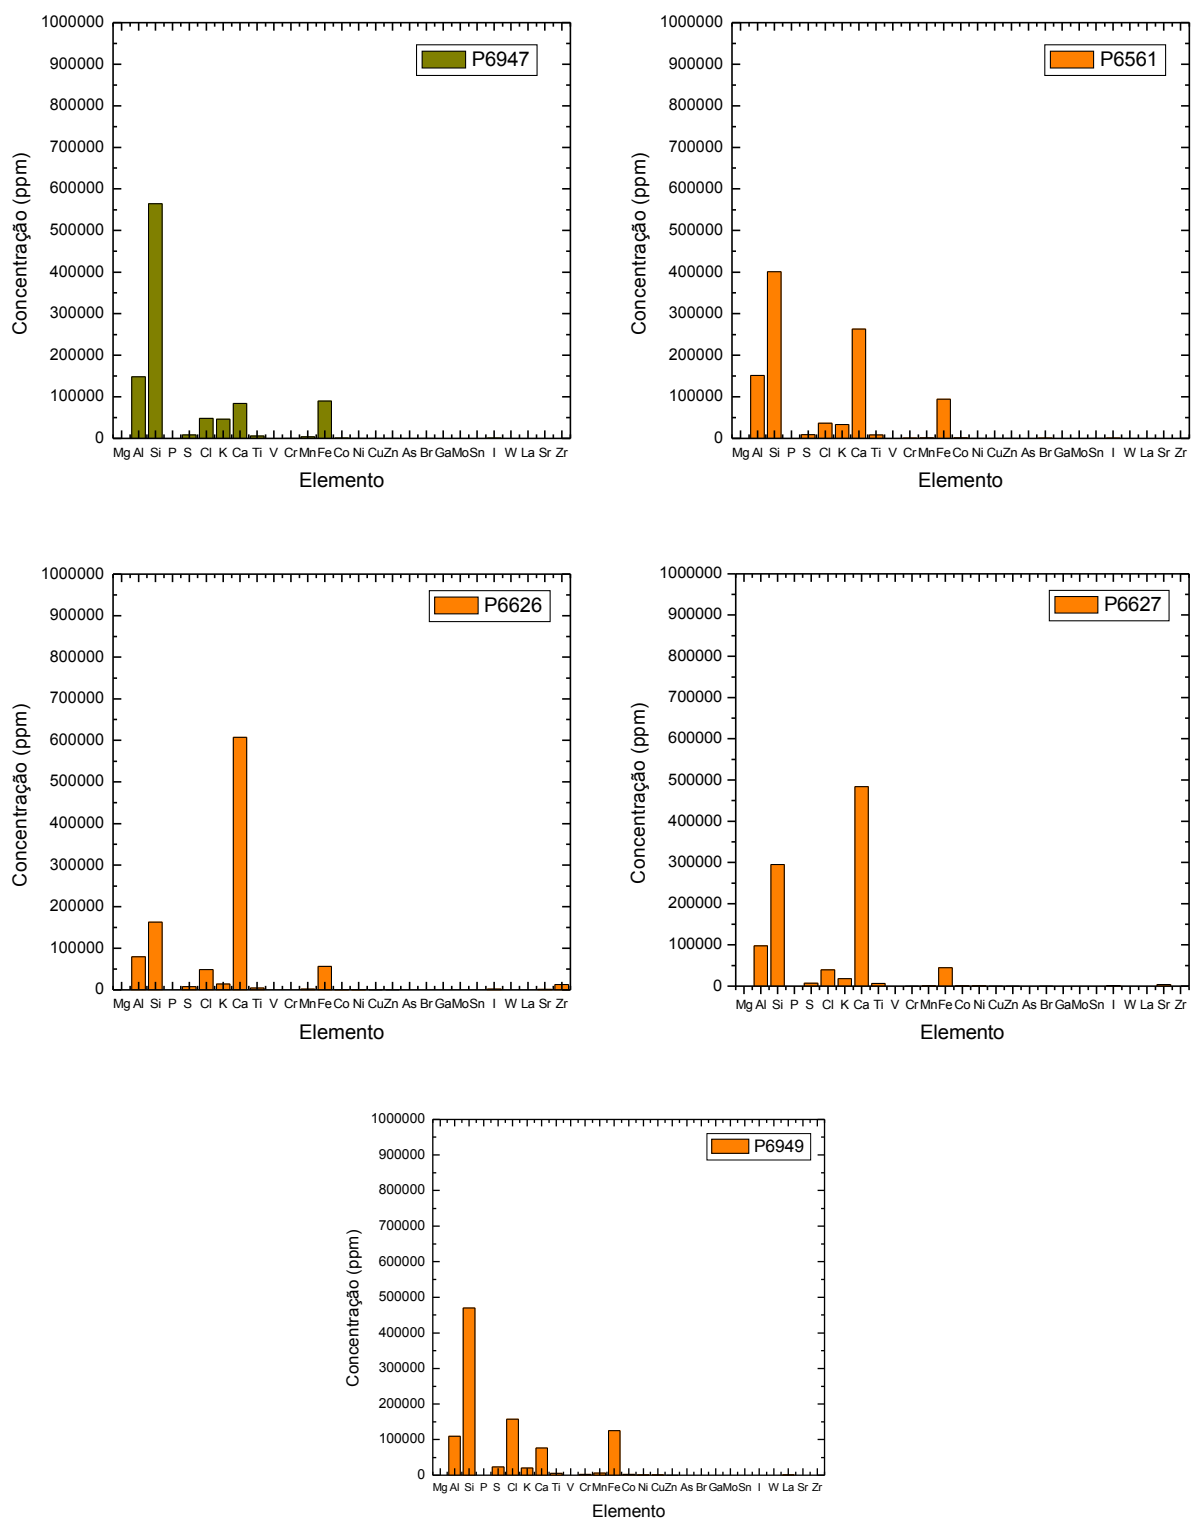 1000000
900000
800000
700000
600000
500000
400000
300000
200000
100000
0
Concentração (ppm)
P6947
Mg Al Si P S Cl K Ca Ti V Cr Mn Fe Co Ni Cu Zn As Br Ga Mo Sn I W La Sr Zr
Elemento
1000000
900000
800000
700000
600000
500000
400000
300000
200000
100000
0
Concentração (ppm)
P6561
Mg Al Si P S Cl K Ca Ti V Cr Mn Fe Co Ni Cu Zn As Br Ga Mo Sn I W La Sr Zr
Elemento
1000000
900000
800000
700000
600000
500000
400000
300000
200000
100000
0
Concentração (ppm)
P6626
Mg Al Si P S Cl K Ca Ti V Cr Mn Fe Co Ni Cu Zn As Br Ga Mo Sn I W La Sr Zr
Elemento
1000000
900000
800000
700000
600000
500000
400000
300000
200000
100000
0
Concentração (ppm)
P6627
Mg Al Si P S Cl K Ca Ti V Cr Mn Fe Co Ni Cu Zn As Br Ga Mo Sn I W La Sr Zr
Elemento
1000000
900000
800000
700000
600000
500000
400000
300000
200000
100000
0
Concentração (ppm)
P6949
Mg Al Si P S Cl K Ca Ti V Cr Mn Fe Co Ni Cu Zn As Br Ga Mo Sn I W La Sr Zr
Elemento